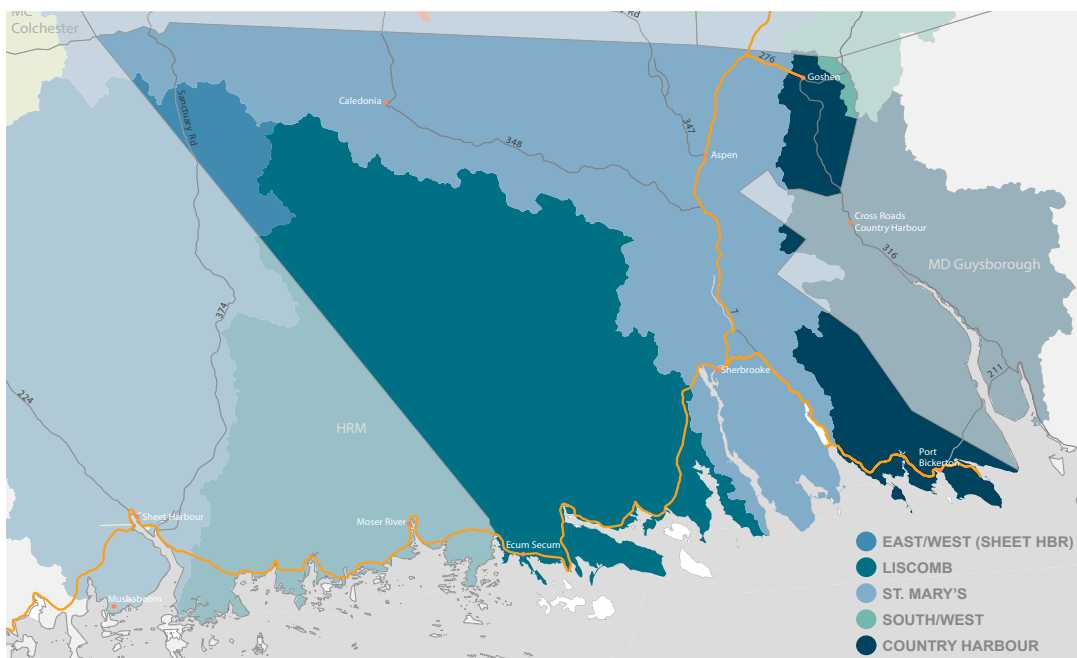 MC
Colchester
Rd
276
Goshen
Sanctuary Rd
Caledonia
347
348
Aspen
Cross Roads
Country Harbour
316
MD Guysborough
374
7
Sherbrooke
211
224
HRM
Port
Bickerton
Sheet Harbour
Moser River
Ecum Secum
Mushaboom
EAST/WEST (SHEET HBR)
LISCOMB
ST. MARY'S
SOUTH/WEST
COUNTRY HARBOUR